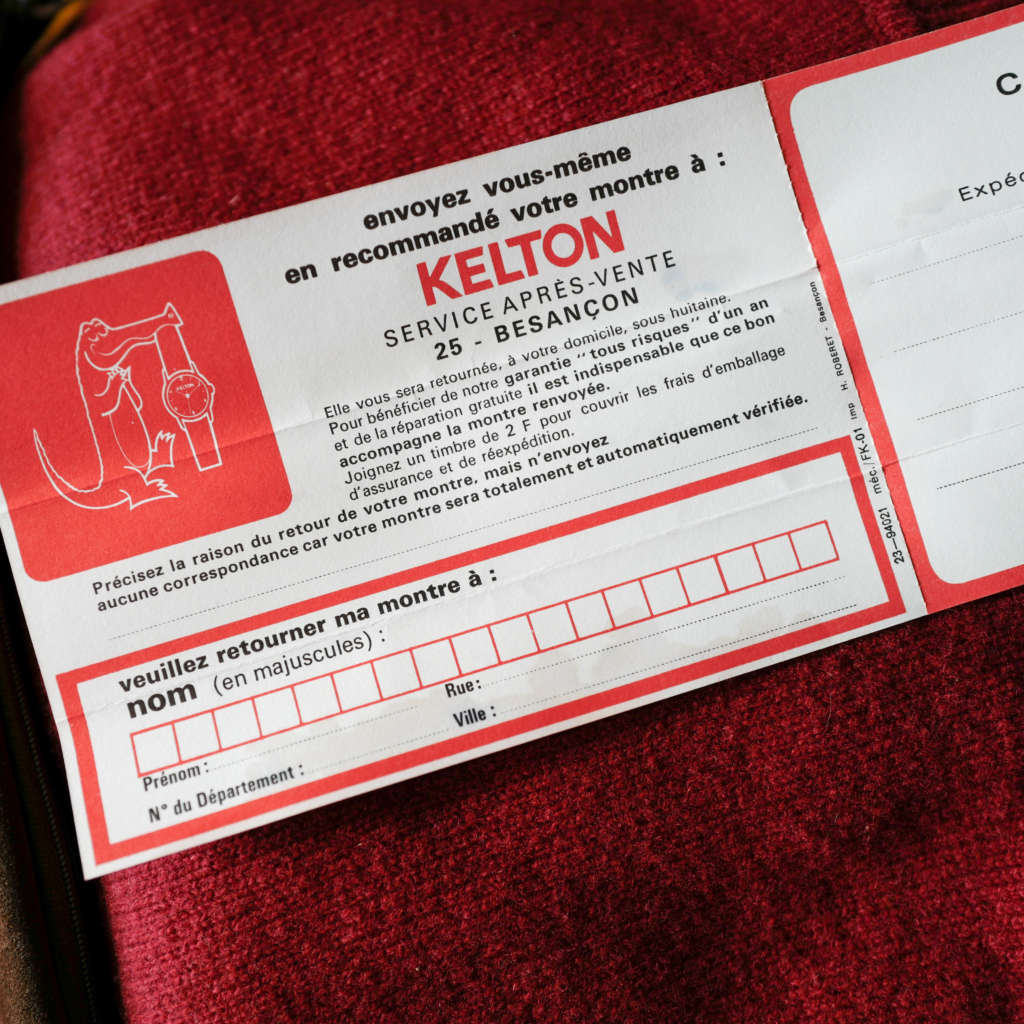 envoyez vous-même
en recommandé votre montre à :
KELTON
SERVICE APRÈS-VENTE
25 - BESANÇON
Elle vous sera retournée, à votre domicile, sous huitaine.
Pour bénéficier de notre garantie "tous risques" d'un an
et de la réparation gratuite il est indispensable que ce bon
accompagne la montre renvoyée.
Joignez un timbre de 2 F pour couvrir les frais d'emballage
d'assurance et de réexpédition.
Précisez la raison du retour de votre montre, mais n'envoyez
aucune correspondance car votre montre sera totalement et automatiquement vérifiée.
KELTON
veuillez retourner ma montre à :
nom (en majuscules) :
Prénom :
Rue :
N° du Département :
Ville :
23-94021 méc./FK-01 imp H. ROBERET - Besançon
C
Expéd